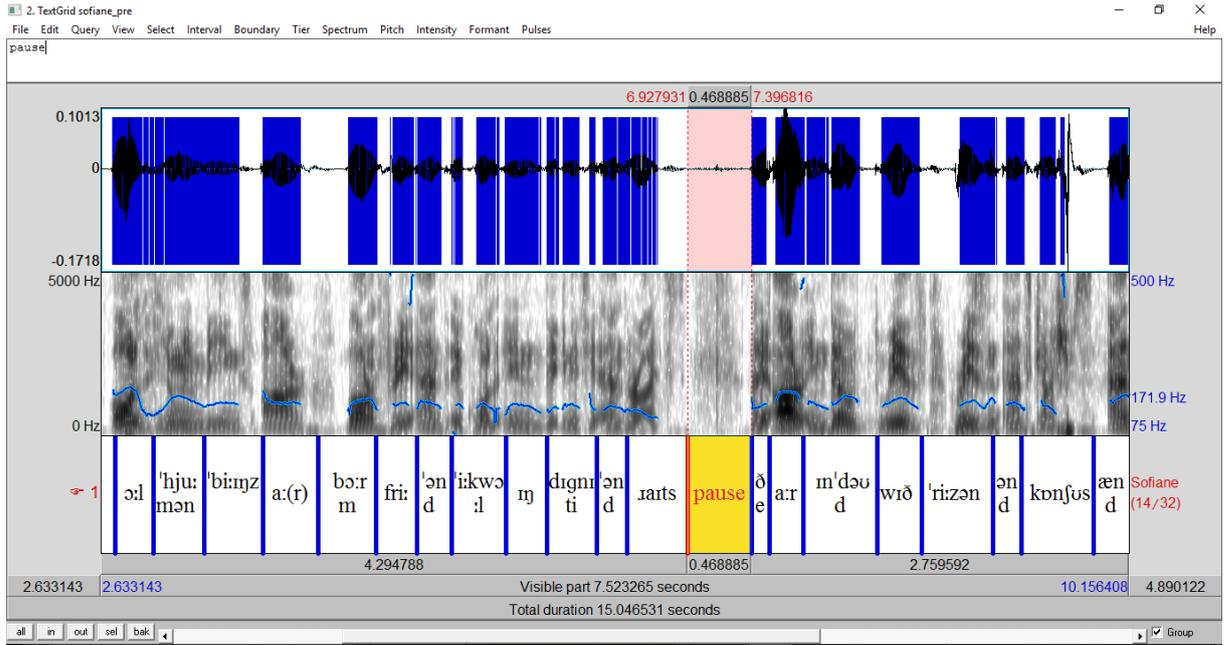 2. TextGrid sofiane_pre
File Edit Query View Select Interval Boundary Tier Spectrum Pitch Intensity Formant Pulses Help
pause
6.927931 0.468885 7.396816
0.1013
0
-0.1718
5000 Hz 500 Hz
171.9 Hz
0 Hz 75 Hz
☞ 1
ɔːl
ˈhjuː
mən
ˈbiːɪŋz
aː(r)
bɔːr
m
friː
ˈən
d
ˈiːkwɔ
ːl
ɪŋ
dɪgnɪ
ti
ˈən
d
ɹaɪts
pause
ð
e
aːr
ɪnˈdəʊ
d
wɪð
ˈriːzən
ən
d
kɒnʃʊs
æn
d
Sofiane
(14/32)
4.294788 0.468885 2.759592
2.633143 2.633143 Visible part 7.523265 seconds 10.156408 4.890122
Total duration 15.046531 seconds
all in out sel bak Group